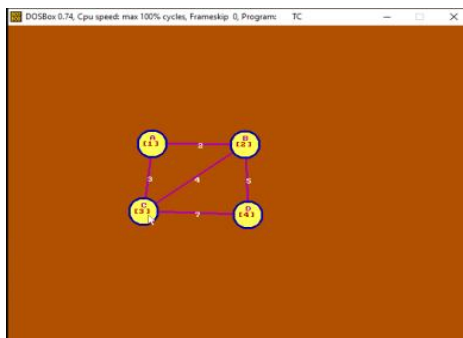 DOSBox 0.74, Cpu speed: max 100% cycles, Frameskip 0, Program: TC
A
[1]
2
B
[2]
3
4
5
C
[3]
7
D
[4]